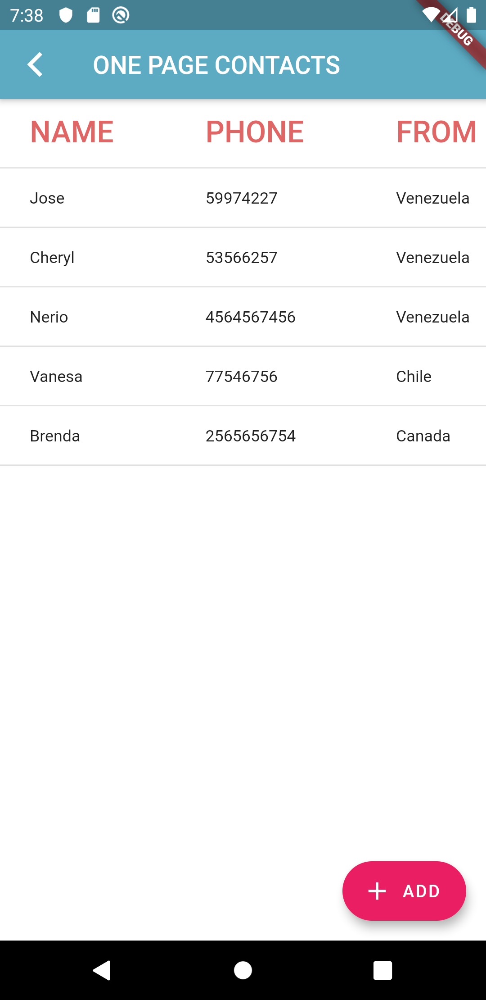 7:38
DEBUG
ONE PAGE CONTACTS
NAME PHONE FROM
Jose 59974227 Venezuela
Cheryl 53566257 Venezuela
Nerio 4564567456 Venezuela
Vanesa 77546756 Chile
Brenda 2565656754 Canada
ADD